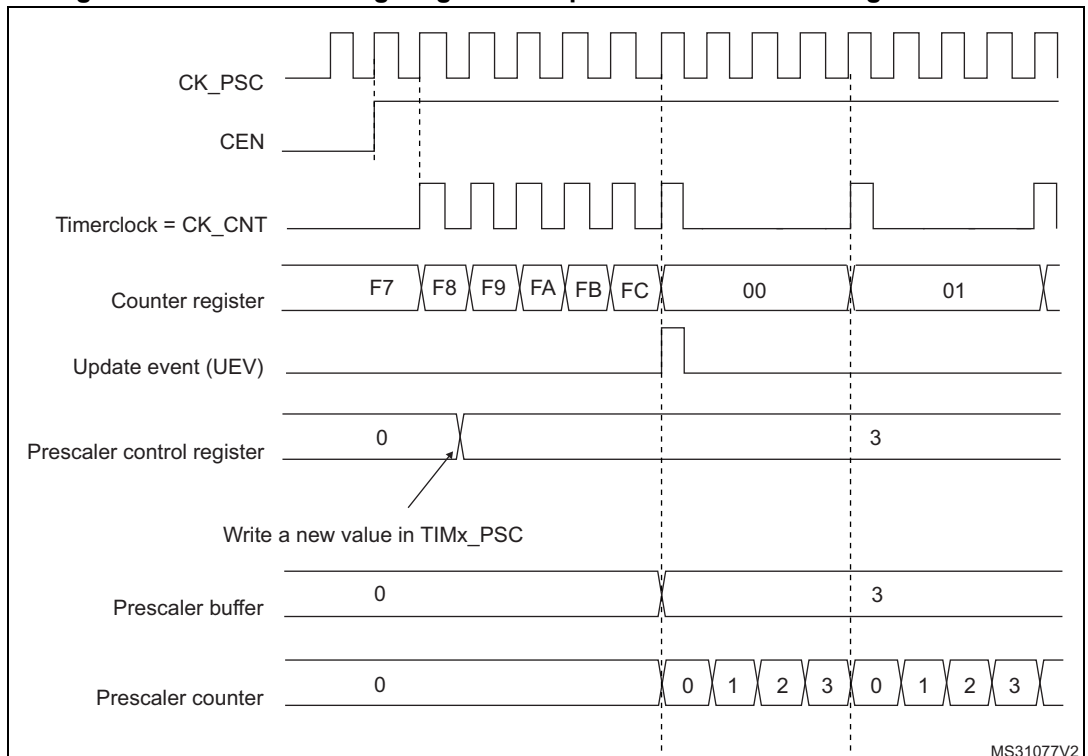 CK_PSC
CEN
Timerclock = CK_CNT
Counter register
F7 F8 F9 FA FB FC 00 01
Update event (UEV)
Prescaler control register
0 3
Write a new value in TIMx_PSC
Prescaler buffer
0 3
Prescaler counter
0 0 1 2 3 0 1 2 3
MS31077V2